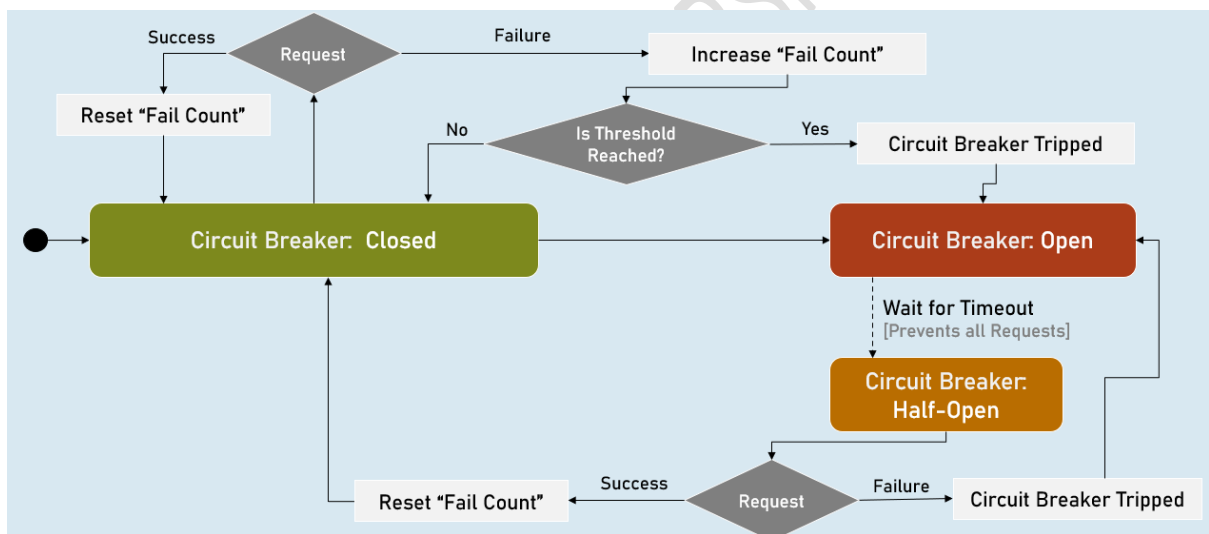 Success
Request
Failure
Increase “Fail Count”
Reset “Fail Count”
No
Is Threshold
Reached?
Yes
Circuit Breaker Tripped
Circuit Breaker: Closed
Circuit Breaker: Open
Wait for Timeout
[Prevents all Requests]
Circuit Breaker:
Half-Open
Reset “Fail Count”
Success
Request
Failure
Circuit Breaker Tripped